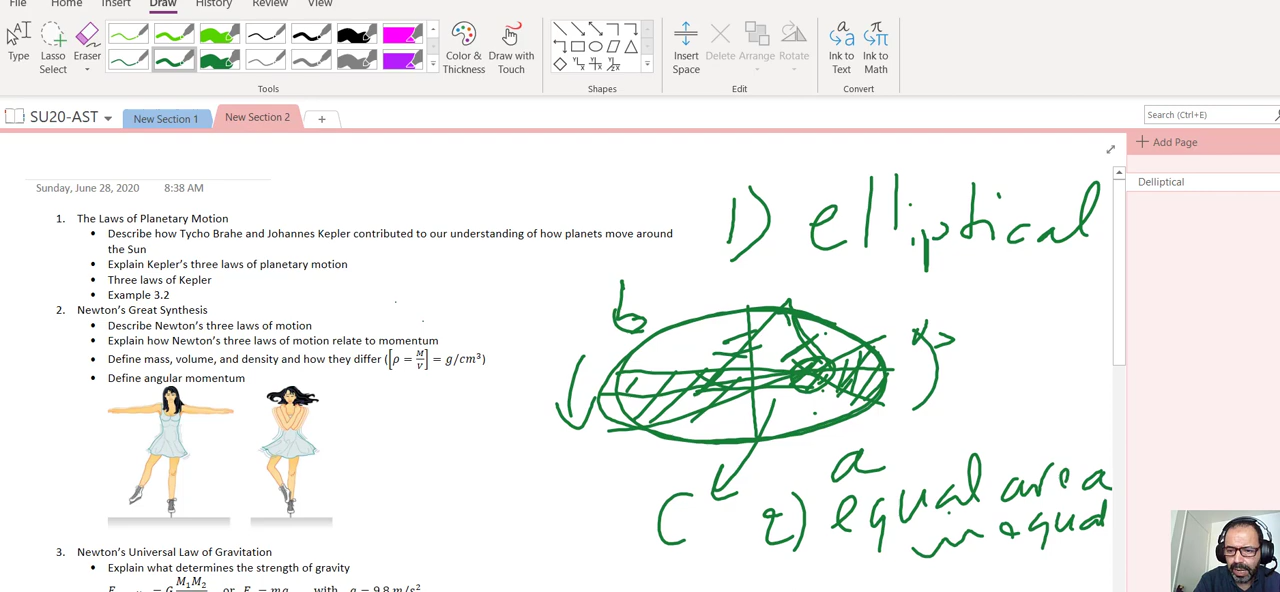 File Home Insert Draw History Review View
Type
Lasso Select
Eraser
Color & Thickness
Draw with Touch
Insert Space
Delete
Arrange
Rotate
Ink to Text
Ink to Math
Tools
Shapes
Edit
Convert
SU20-AST
New Section 1
New Section 2
Search (Ctrl+E)
Add Page
Delliptical
Sunday, June 28, 2020 8:38 AM
1. The Laws of Planetary Motion
• Describe how Tycho Brahe and Johannes Kepler contributed to our understanding of how planets move around
the Sun
• Explain Kepler's three laws of planetary motion
• Three laws of Kepler
• Example 3.2
2. Newton's Great Synthesis
• Describe Newton's three laws of motion
• Explain how Newton's three laws of motion relate to momentum
• Define mass, volume, and density and how they differ ([ρ = M/V] = g/cm³)
• Define angular momentum
3. Newton's Universal Law of Gravitation
• Explain what determines the strength of gravity
1) elliptical
b
a
2) equal area
in equal